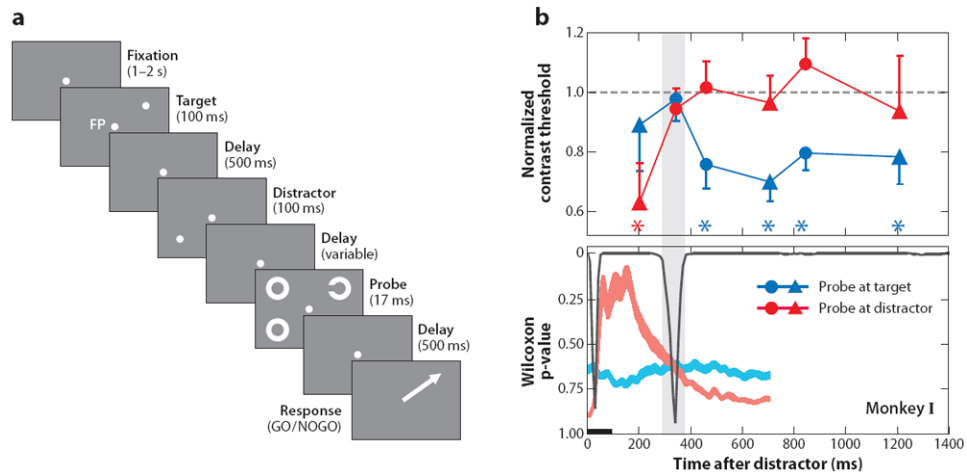 a
Fixation
(1–2 s)
Target
(100 ms)
FP
Delay
(500 ms)
Distractor
(100 ms)
Delay
(variable)
Probe
(17 ms)
Delay
(500 ms)
Response
(GO/NOGO)
b
Normalized
contrast threshold
1.2
1.0
0.8
0.6
* * * * *
Wilcoxon
p-value
0
0.25
0.50
0.75
1.00
Probe at target
Probe at distractor
Monkey I
0 200 400 600 800 1000 1200 1400
Time after distractor (ms)